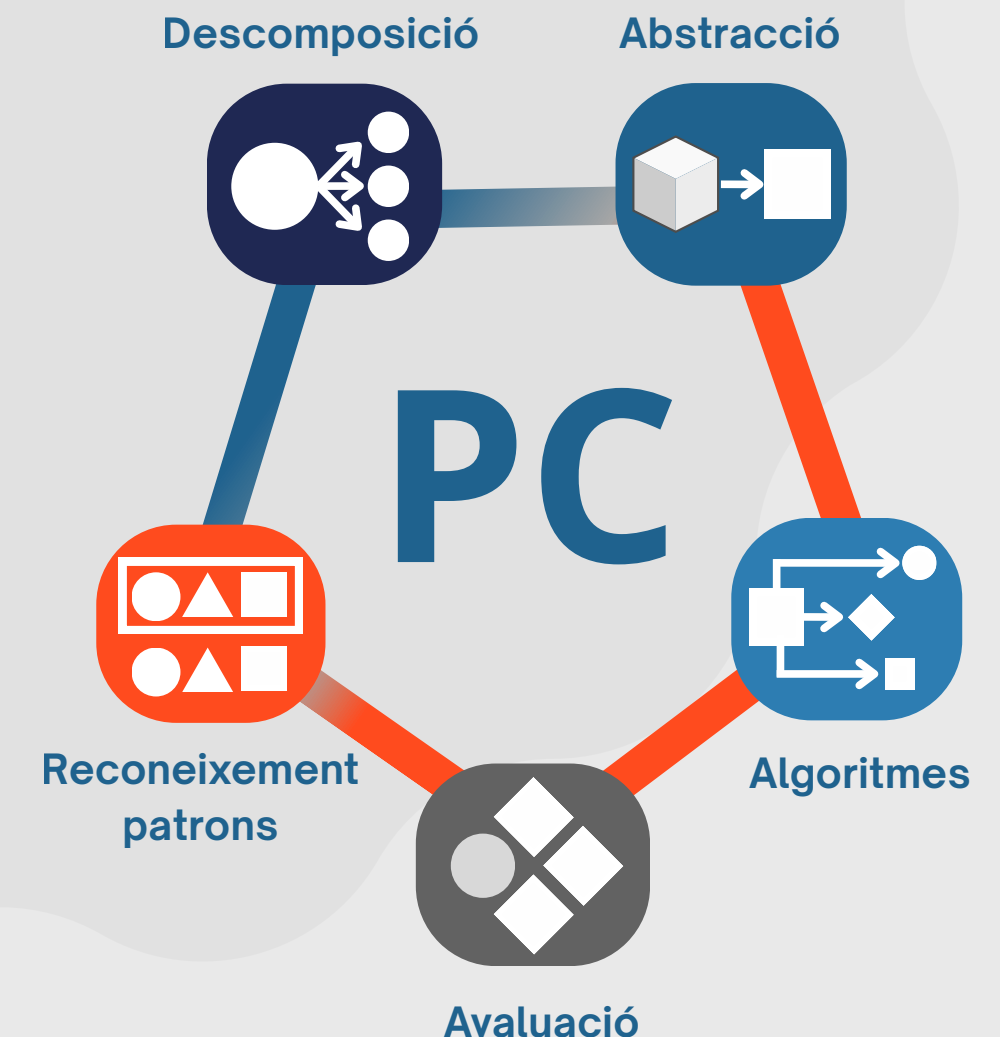 Descomposició
Abstracció
PC
Reconeixement
patrons
Algoritmes
Avaluació